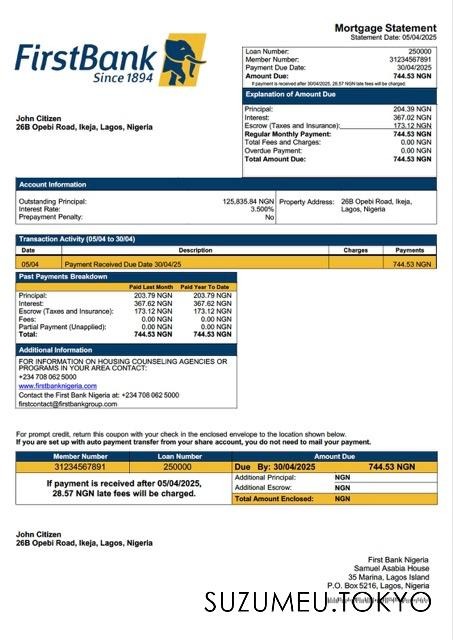 FirstBank
Since 1894
Mortgage Statement
Statement Date: 05/04/2025
Loan Number: 250000
Member Number: 31234567891
Payment Due Date: 30/04/2025
Amount Due: 744.53 NGN
If payment is received after 30/04/2025, 28.57 NGN late fees will be charged.
John Citizen
26B Opebi Road, Ikeja, Lagos, Nigeria
Explanation of Amount Due
Principal: 204.39 NGN
Interest: 367.02 NGN
Escrow (Taxes and Insurance): 173.12 NGN
Regular Monthly Payment: 744.53 NGN
Total Fees and Charges: 0.00 NGN
Overdue Payment: 0.00 NGN
Total Amount Due: 744.53 NGN
Account Information
Outstanding Principal: 125,835.84 NGN
Interest Rate: 3.500%
Prepayment Penalty: No
Property Address: 26B Opebi Road, Ikeja,
Lagos, Nigeria
Transaction Activity (05/04 to 30/04)
Date Description Charges Payments
05/04 Payment Received Due Date 30/04/25 744.53 NGN
Past Payments Breakdown
Paid Last Month Paid Year To Date
Principal: 203.79 NGN 203.79 NGN
Interest: 367.62 NGN 367.62 NGN
Escrow (Taxes and Insurance): 173.12 NGN 173.12 NGN
Fees: 0.00 NGN 0.00 NGN
Partial Payment (Unapplied): 0.00 NGN 0.00 NGN
Total: 744.53 NGN 744.53 NGN
Additional Information
FOR INFORMATION ON HOUSING COUNSELING AGENCIES OR
PROGRAMS IN YOUR AREA CONTACT:
+234 708 062 5000
www.firstbanknigeria.com
Contact the First Bank Nigeria at: +234 708 062 5000
firstcontact@firstbankgroup.com
For prompt credit, return this coupon with your check in the enclosed envelope to the location shown below.
If you are set up with auto payment transfer from your share account, you do not need to mail your payment.
Member Number Loan Number Amount Due
31234567891 250000 Due By: 30/04/2025 744.53 NGN
If payment is received after 05/04/2025,
28.57 NGN late fees will be charged.
Additional Principal: NGN
Additional Escrow: NGN
Total Amount Enclosed: NGN
John Citizen
26B Opebi Road, Ikeja, Lagos, Nigeria
First Bank Nigeria
Samuel Asabia House
35 Marina, Lagos Island
P.O. Box 5216, Lagos, Nigeria
SUZUMEU.TOKYO